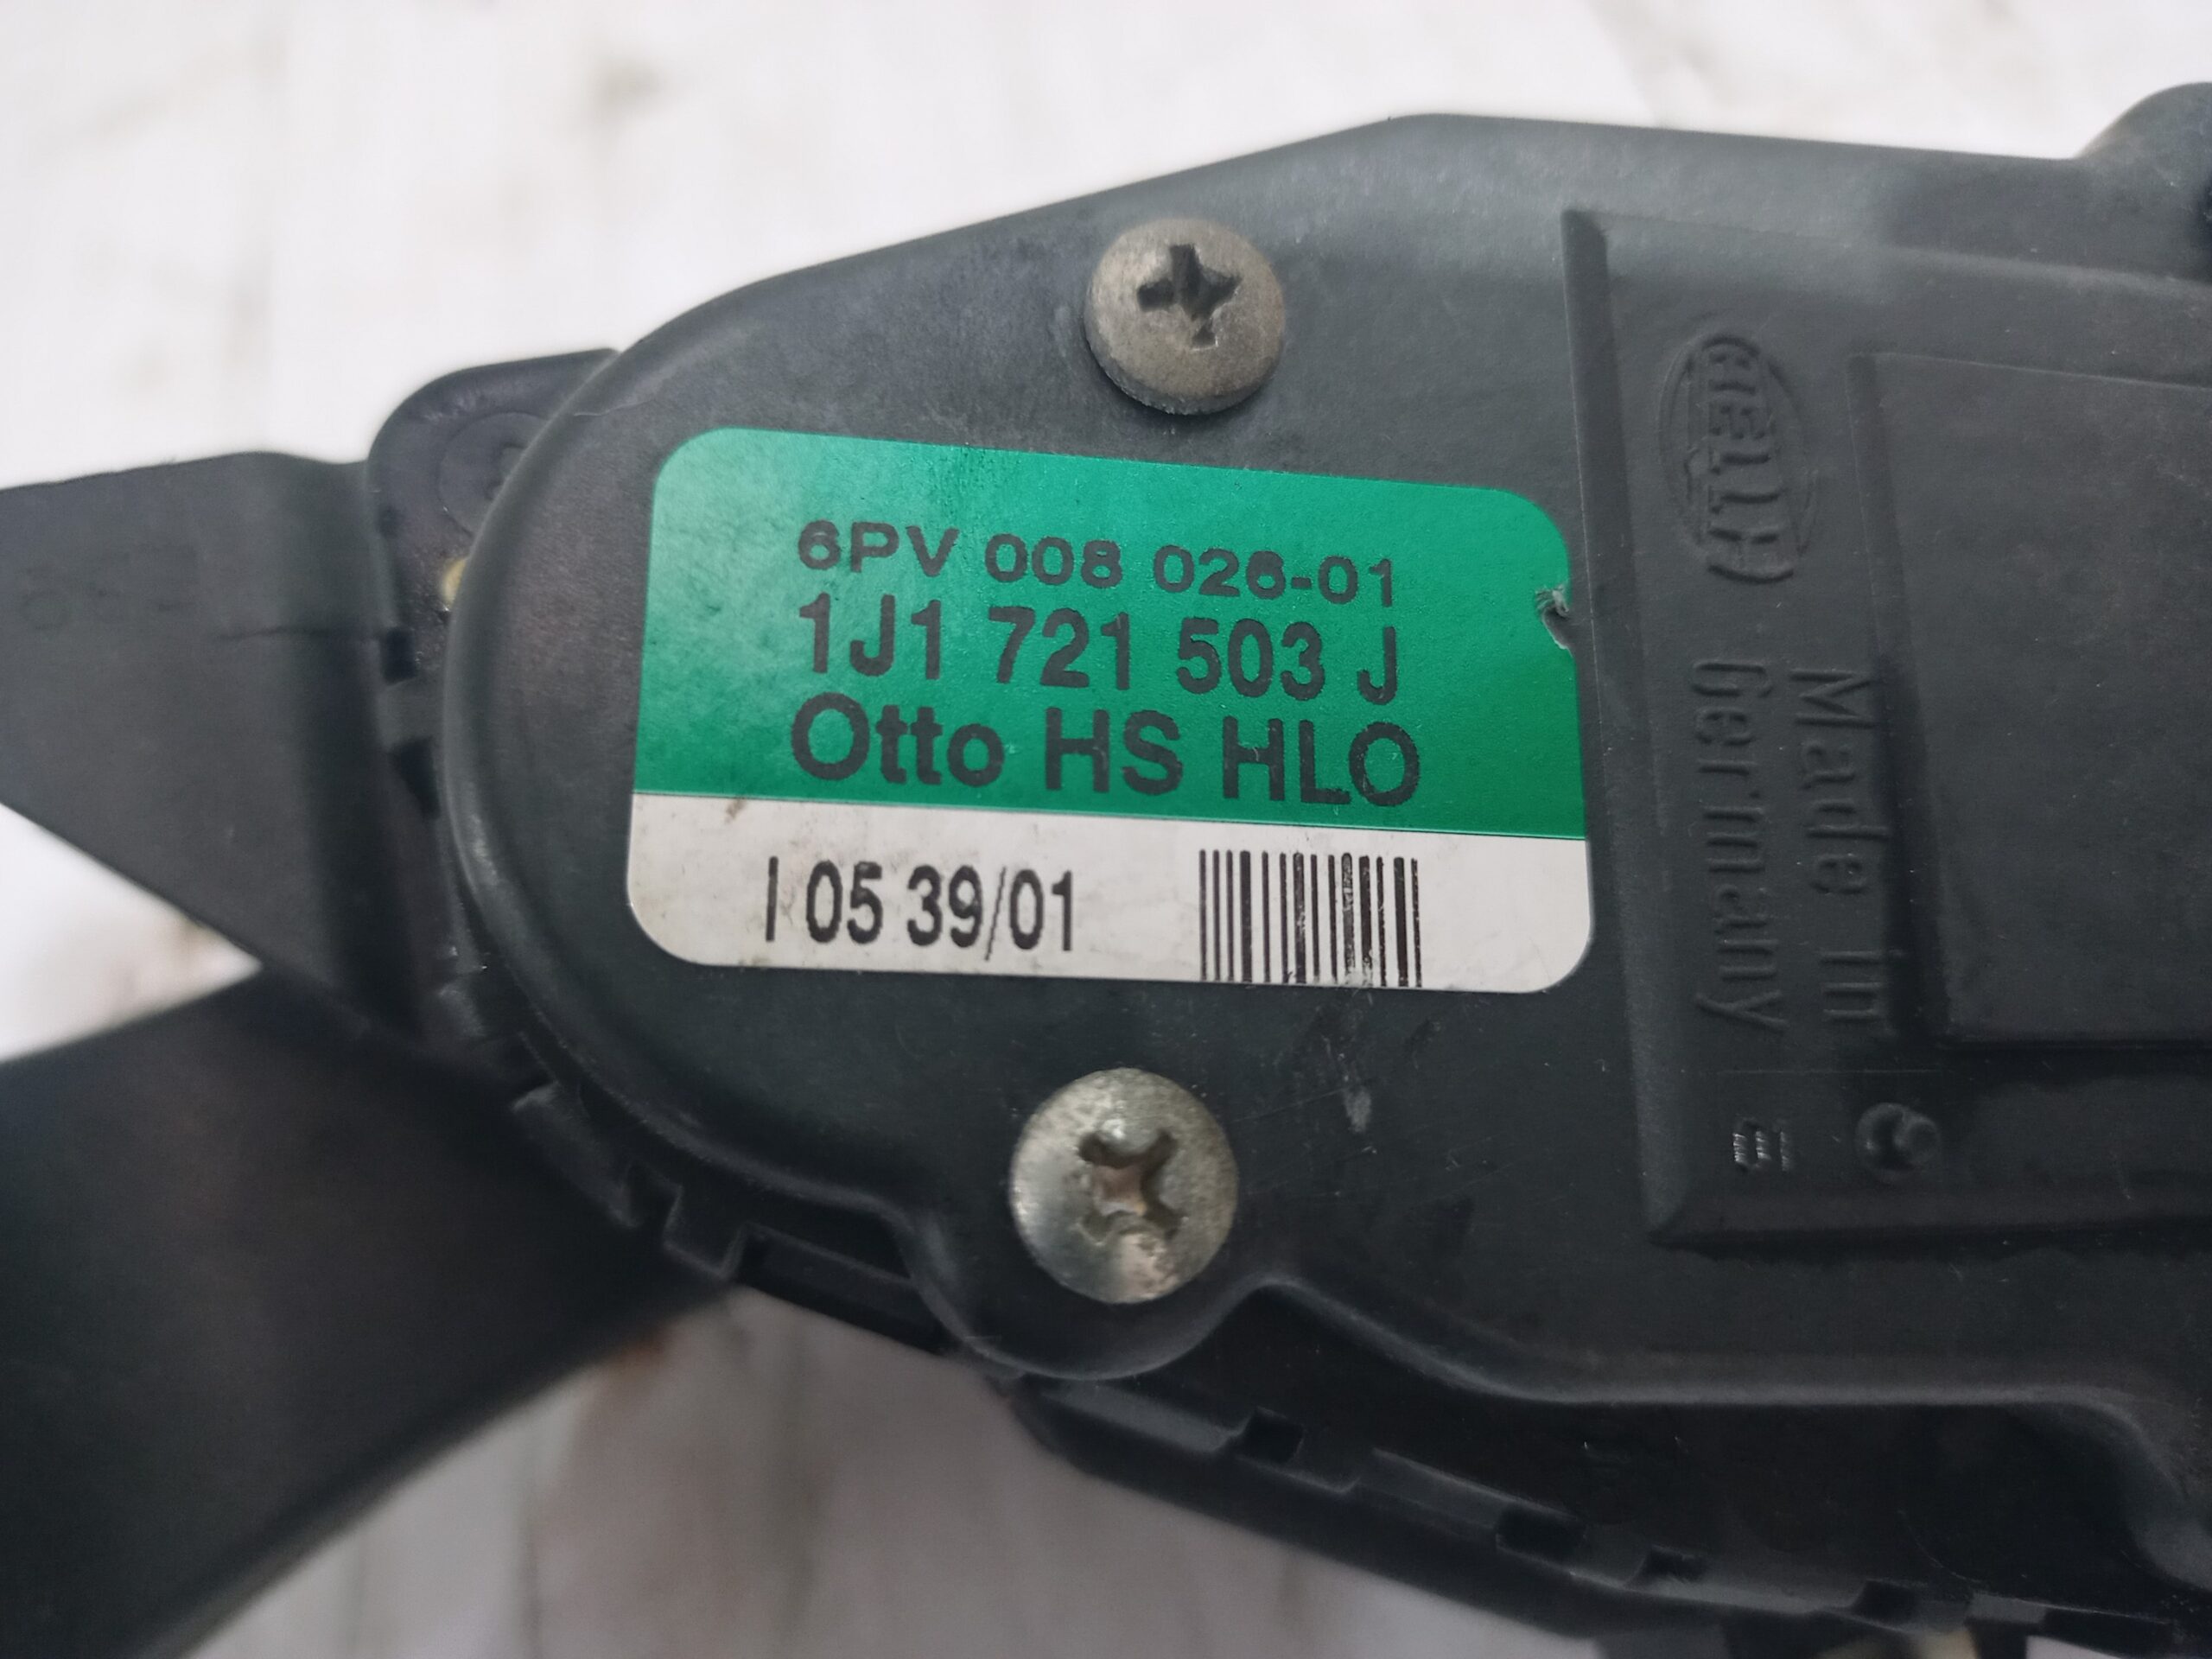 6PV 008 026-01
1J1 721 503 J
Otto HS HLO
I 05 39/01
HELLA
Made in
Germany